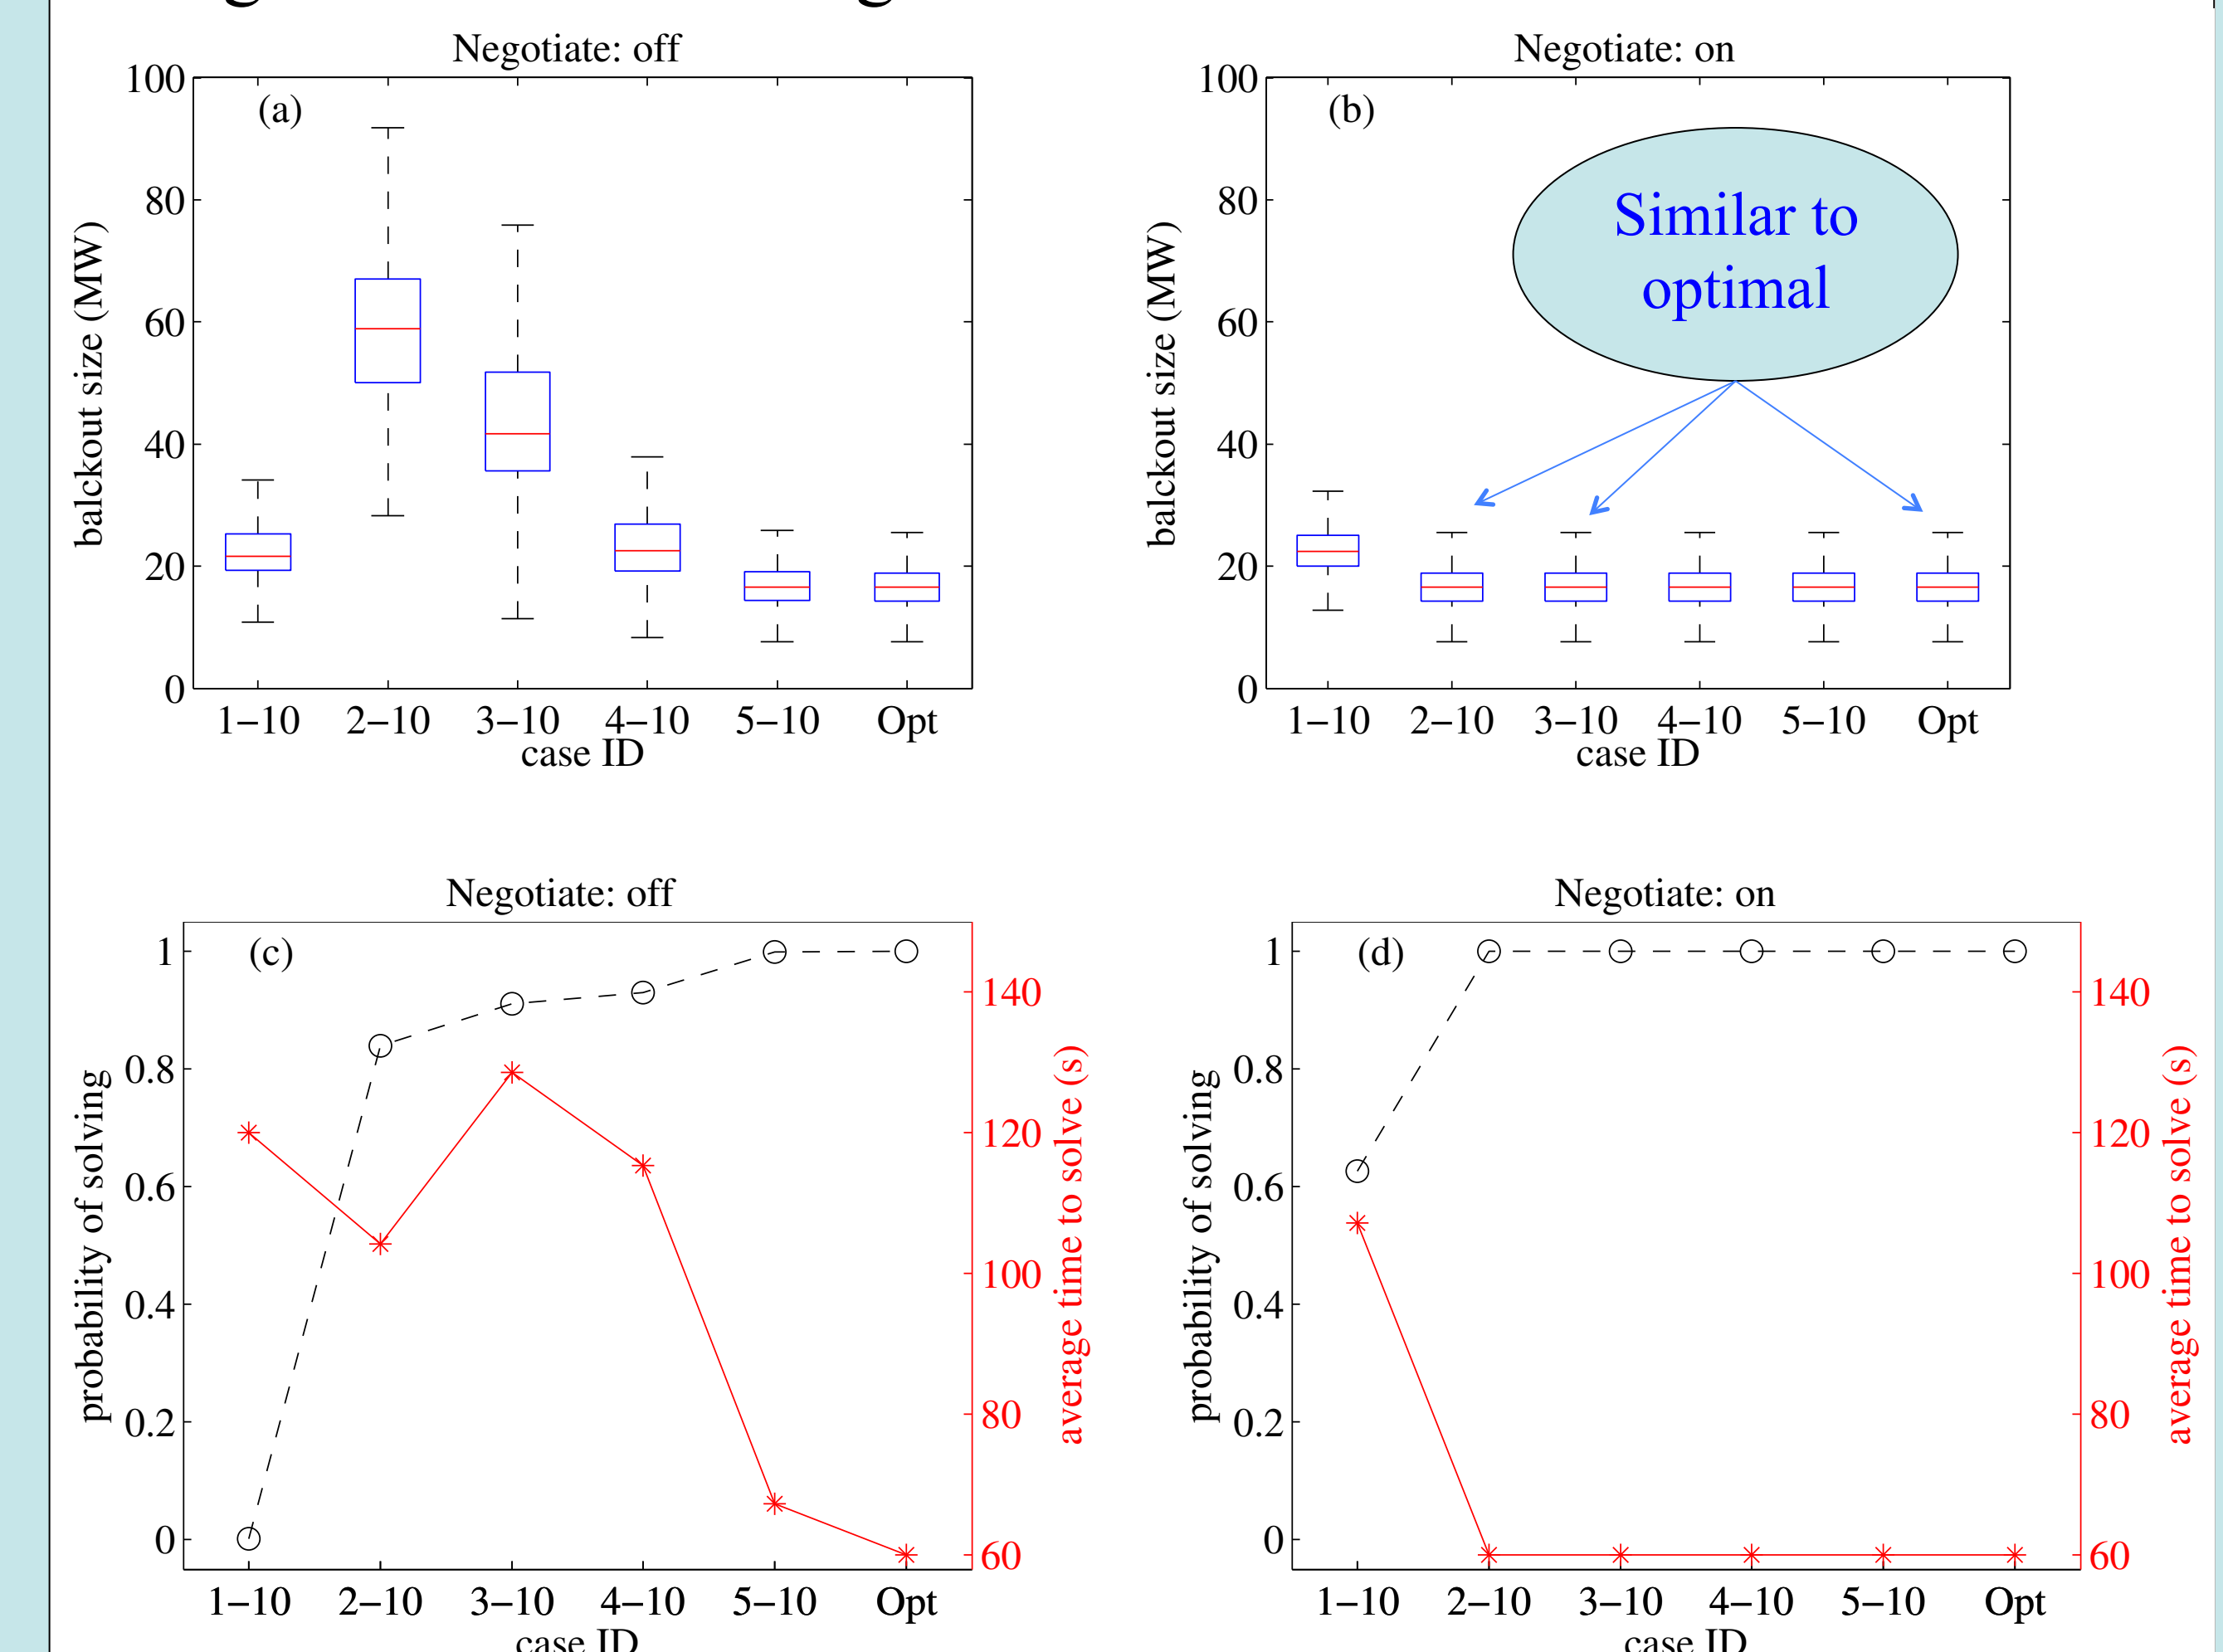 Negotiate: off
(a)
100
80
60
40
20
0
balckout size (MW)
1−10 2−10 3−10 4−10 5−10 Opt
case ID
Negotiate: on
(b)
Similar to
optimal
100
80
60
40
20
0
balckout size (MW)
1−10 2−10 3−10 4−10 5−10 Opt
case ID
Negotiate: off
(c)
1
0.8
0.6
0.4
0.2
0
probability of solving
140
120
100
80
60
average time to solve (s)
1−10 2−10 3−10 4−10 5−10 Opt
case ID
Negotiate: on
(d)
1
0.8
0.6
0.4
0.2
0
probability of solving
140
120
100
80
60
average time to solve (s)
1−10 2−10 3−10 4−10 5−10 Opt
case ID